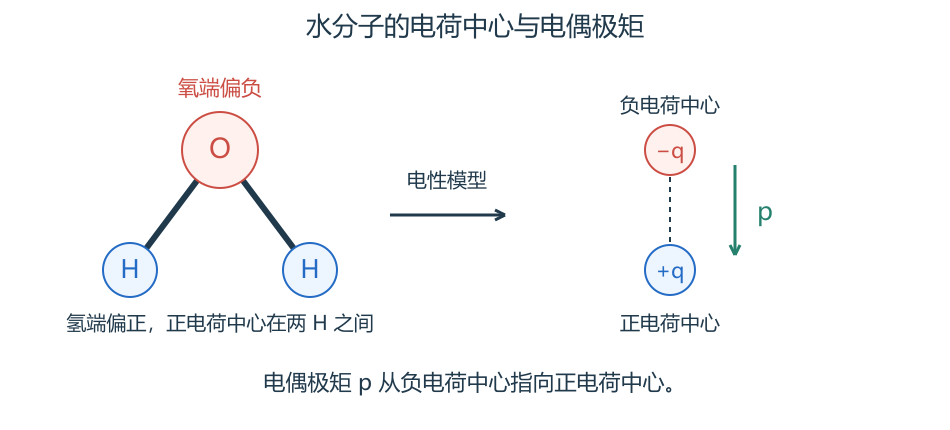 水分子的电荷中心与电偶极矩
氧端偏负
O
H
H
氢端偏正，正电荷中心在两 H 之间
电性模型
负电荷中心
−q
p
+q
正电荷中心
电偶极矩 p 从负电荷中心指向正电荷中心。